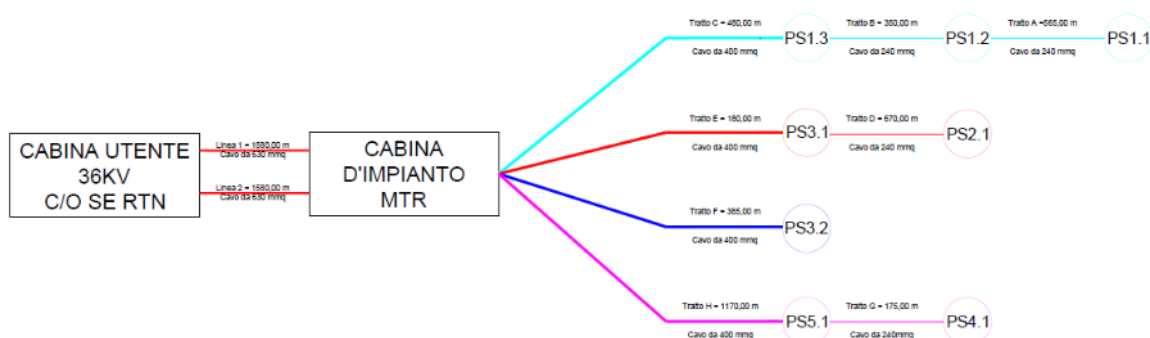 CABINA UTENTE
36KV
C/O SE RTN
Linea 1 = 1580,00 m
Cavo da 630 mmq
Linea 2 = 1580,00 m
Cavo da 630 mmq
CABINA
D'IMPIANTO
MTR
Tratto C = 460,00 m
Cavo da 400 mmq
PS1.3
Tratto B = 350,00 m
Cavo da 240 mmq
PS1.2
Tratto A =565,00 m
Cavo da 240 mmq
PS1.1
Tratto E = 160,00 m
Cavo da 400 mmq
PS3.1
Tratto D = 670,00 m
Cavo da 240 mmq
PS2.1
Tratto F = 385,00 m
Cavo da 400 mmq
PS3.2
Tratto H = 1170,00 m
Cavo da 400 mmq
PS5.1
Tratto G = 175,00 m
Cavo da 240mmq
PS4.1